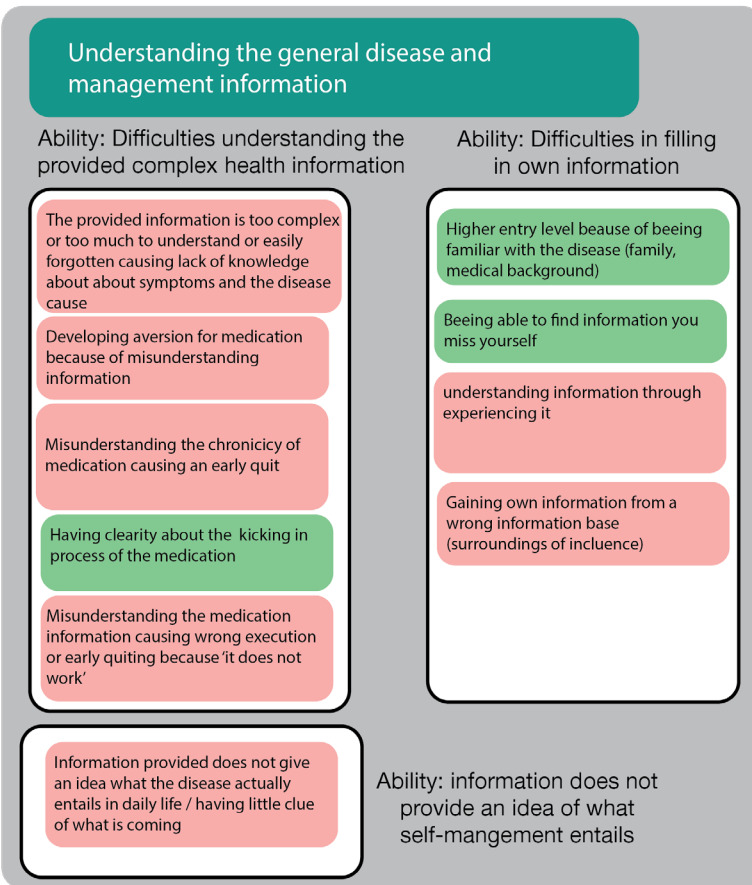 Understanding the general disease and
management information
Ability: Difficulties understanding the
provided complex health information
The provided information is too complex
or too much to understand or easily
forgotten causing lack of knowledge
about about symptoms and the disease
cause
Developing aversion for medication
because of misunderstanding
information
Misunderstanding the chronicicy of
medication causing an early quit
Having clearity about the  kicking in
process of the medication
Misunderstanding the medication
information causing wrong execution
or early quiting because ‘it does not
work’
Ability: Difficulties in filling
in own information
Higher entry level beause of beeing
familiar with the disease (family,
medical background)
Beeing able to find information you
miss yourself
understanding information through
experiencing it
Gaining own information from a
wrong information base
(surroundings of incluence)
Information provided does not give
an idea what the disease actually
entails in daily life / having little clue
of what is coming
Ability: information does not
provide an idea of what
self-mangement entails